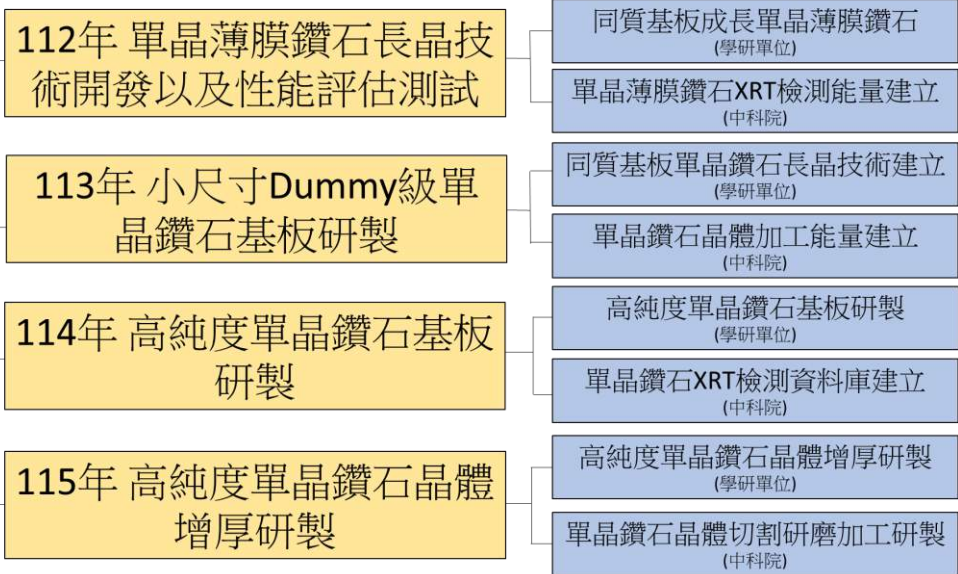 112年 單晶薄膜鑽石長晶技
術開發以及性能評估測試
同質基板成長單晶薄膜鑽石
(學研單位)
單晶薄膜鑽石XRT檢測能量建立
(中科院)
113年 小尺寸Dummy級單
晶鑽石基板研製
同質基板單晶鑽石長晶技術建立
(學研單位)
單晶鑽石晶體加工能量建立
(中科院)
114年 高純度單晶鑽石基板
研製
高純度單晶鑽石基板研製
(學研單位)
單晶鑽石XRT檢測資料庫建立
(中科院)
115年 高純度單晶鑽石晶體
增厚研製
高純度單晶鑽石晶體增厚研製
(學研單位)
單晶鑽石晶體切割研磨加工研製
(中科院)